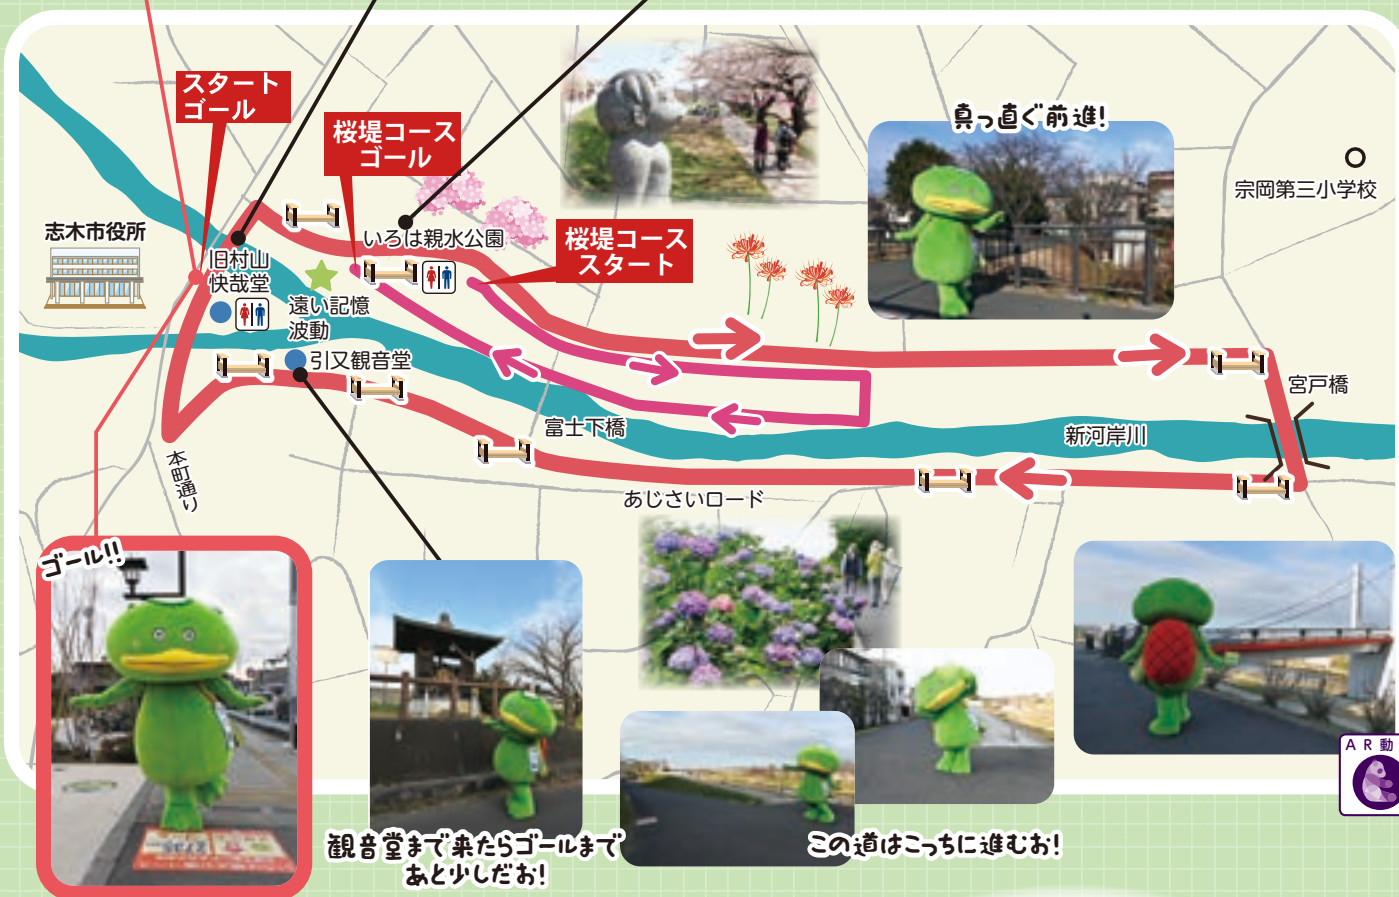 スタート
ゴール
桜堤コース
ゴール
真っ直ぐ前進!
宗岡第三小学校
志木市役所
いろは親水公園
桜堤コース
スタート
旧村山
快哉堂
遠い記憶
波動
引又観音堂
宮戸橋
富士下橋
新河岸川
本町通り
あじさいロード
ゴール!!
観音堂まで来たらゴールまで
あと少しだお!
この道はこっちに進むお!
AR動